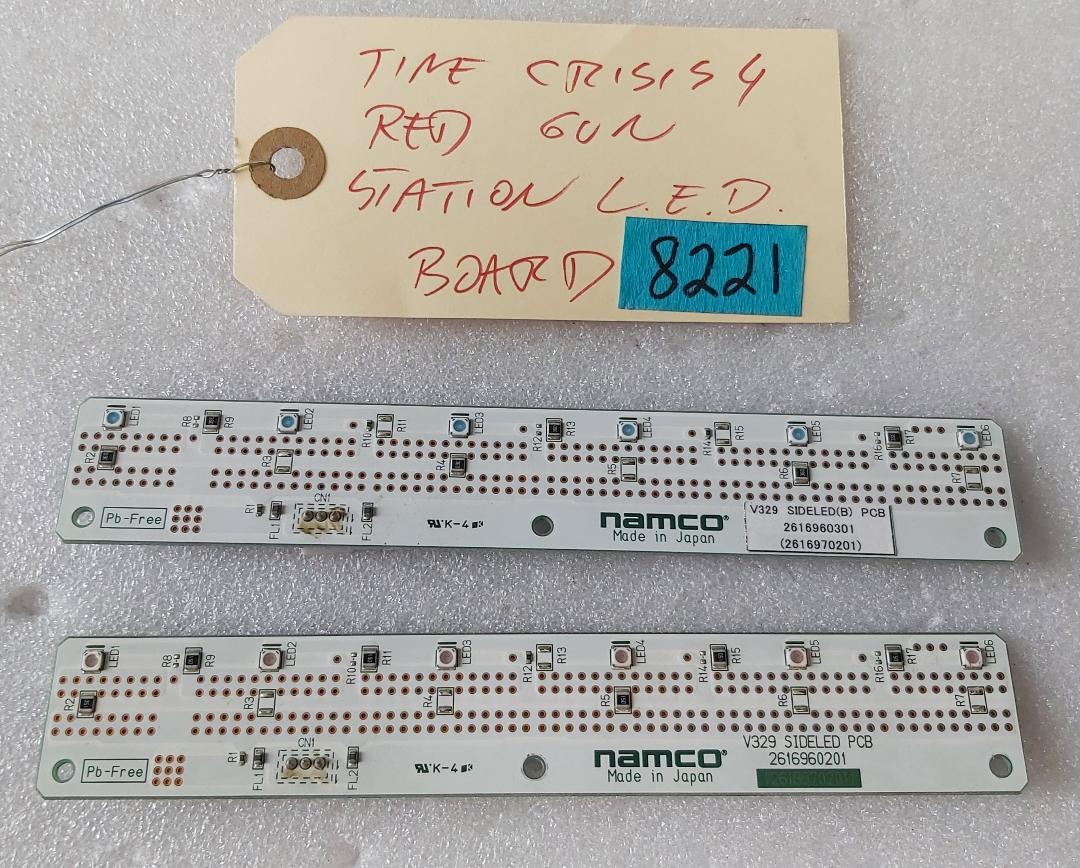 TIME CRISIS 4
RED GUN
STATION L.E.D.
BOARD 8221
LED1
R8
R9
LED2
R10
R11
LED3
R12
R13
LED4
R14
R15
LED5
R16
R17
LED6
R2
R3
R4
R5
R6
R7
Pb-Free
R1
FL1
CN1
FL2
K-4
namco
Made in Japan
V329 SIDELED(B) PCB
2616960301
(2616970201)
LED1
R8
R9
LED2
R10
R11
LED3
R12
R13
LED4
R14
R15
LED5
R16
R17
LED6
R2
R3
R4
R5
R6
R7
Pb-Free
R1
FL1
CN1
FL2
K-4
namco
Made in Japan
V329 SIDELED PCB
2616960201
(2616970201)